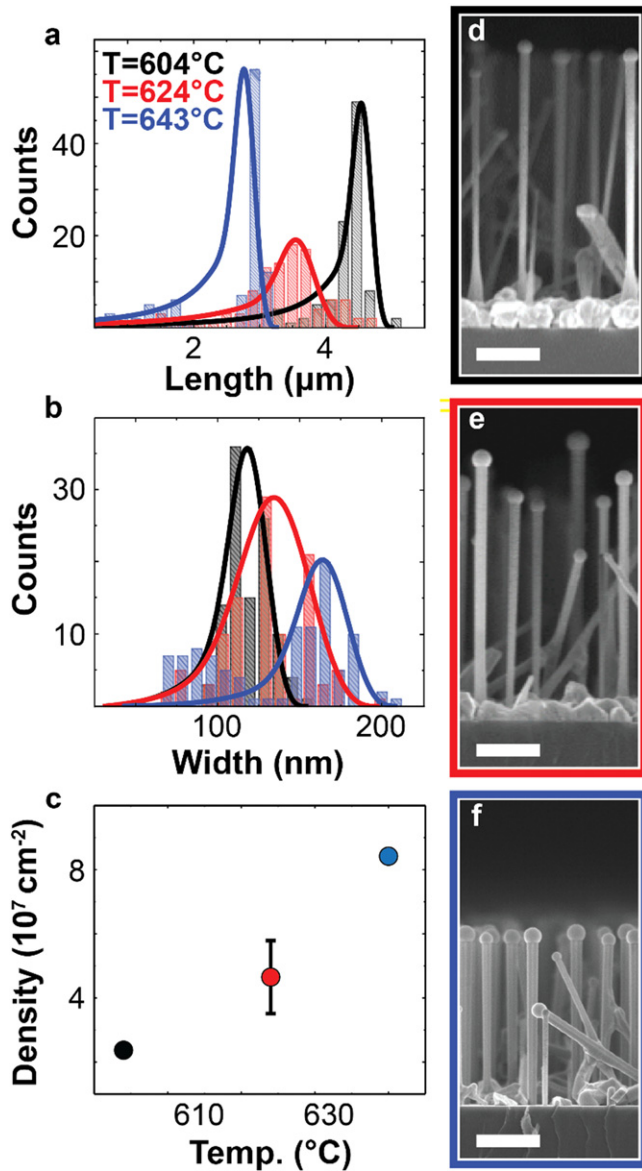 a
T=604°C
T=624°C
T=643°C
40
20
Counts
2
4
Length (µm)
b
30
10
Counts
100
200
Width (nm)
c
8
4
Density (10⁷ cm⁻²)
610
630
Temp. (°C)
d
e
f